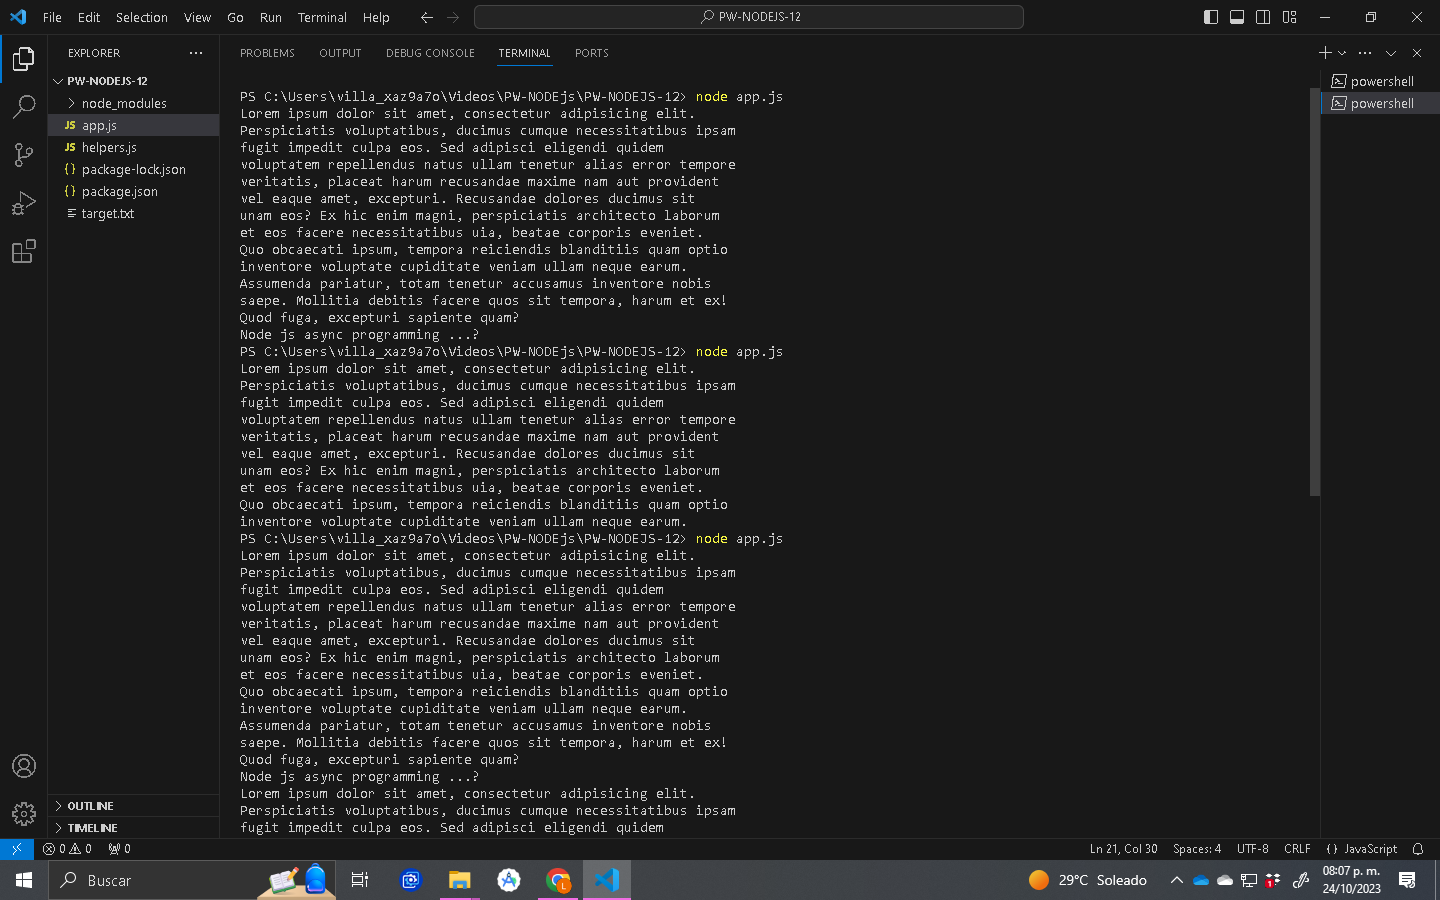 File Edit Selection View Go Run Terminal Help
PW-NODEJS-12
EXPLORER
PROBLEMS OUTPUT DEBUG CONSOLE TERMINAL PORTS
PW-NODEJS-12
node_modules
JS app.js
JS helpers.js
{} package-lock.json
{} package.json
target.txt
OUTLINE
TIMELINE
PS C:\Users\villa_xaz9a7o\Videos\PW-NODEjs\PW-NODEJS-12> node app.js
Lorem ipsum dolor sit amet, consectetur adipisicing elit.
Perspiciatis voluptatibus, ducimus cumque necessitatibus ipsam
fugit impedit culpa eos. Sed adipisci eligendi quidem
voluptatem repellendus natus ullam tenetur alias error tempore
veritatis, placeat harum recusandae maxime nam aut provident
vel eaque amet, excepturi. Recusandae dolores ducimus sit
unam eos? Ex hic enim magni, perspiciatis architecto laborum
et eos facere necessitatibus uia, beatae corporis eveniet.
Quo obcaecati ipsum, tempora reiciendis blanditiis quam optio
inventore voluptate cupiditate veniam ullam neque earum.
Assumenda pariatur, totam tenetur accusamus inventore nobis
saepe. Mollitia debitis facere quos sit tempora, harum et ex!
Quod fuga, excepturi sapiente quam?
Node js async programming ...?
PS C:\Users\villa_xaz9a7o\Videos\PW-NODEjs\PW-NODEJS-12> node app.js
Lorem ipsum dolor sit amet, consectetur adipisicing elit.
Perspiciatis voluptatibus, ducimus cumque necessitatibus ipsam
fugit impedit culpa eos. Sed adipisci eligendi quidem
voluptatem repellendus natus ullam tenetur alias error tempore
veritatis, placeat harum recusandae maxime nam aut provident
vel eaque amet, excepturi. Recusandae dolores ducimus sit
unam eos? Ex hic enim magni, perspiciatis architecto laborum
et eos facere necessitatibus uia, beatae corporis eveniet.
Quo obcaecati ipsum, tempora reiciendis blanditiis quam optio
inventore voluptate cupiditate veniam ullam neque earum.
PS C:\Users\villa_xaz9a7o\Videos\PW-NODEjs\PW-NODEJS-12> node app.js
Lorem ipsum dolor sit amet, consectetur adipisicing elit.
Perspiciatis voluptatibus, ducimus cumque necessitatibus ipsam
fugit impedit culpa eos. Sed adipisci eligendi quidem
voluptatem repellendus natus ullam tenetur alias error tempore
veritatis, placeat harum recusandae maxime nam aut provident
vel eaque amet, excepturi. Recusandae dolores ducimus sit
unam eos? Ex hic enim magni, perspiciatis architecto laborum
et eos facere necessitatibus uia, beatae corporis eveniet.
Quo obcaecati ipsum, tempora reiciendis blanditiis quam optio
inventore voluptate cupiditate veniam ullam neque earum.
Assumenda pariatur, totam tenetur accusamus inventore nobis
saepe. Mollitia debitis facere quos sit tempora, harum et ex!
Quod fuga, excepturi sapiente quam?
Node js async programming ...?
Lorem ipsum dolor sit amet, consectetur adipisicing elit.
Perspiciatis voluptatibus, ducimus cumque necessitatibus ipsam
fugit impedit culpa eos. Sed adipisci eligendi quidem
powershell
powershell
0 0 0
Ln 21, Col 30 Spaces: 4 UTF-8 CRLF {} JavaScript
Buscar
29°C Soleado
08:07 p. m.
24/10/2023